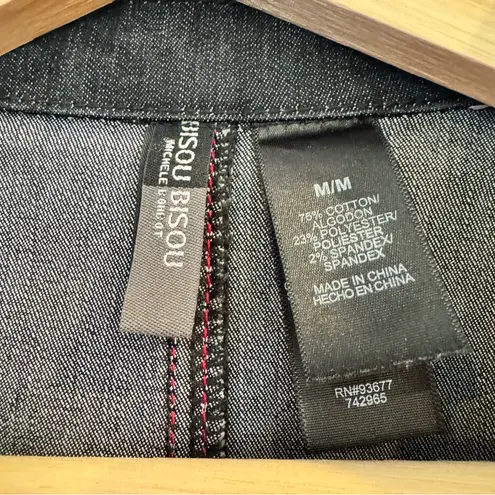 BISOU BISOU
MICHELE BOHBOT
M/M
75% COTTON/
ALGODON
23% POLYESTER/
POLIESTER
2% SPANDEX/
SPANDEX
MADE IN CHINA
HECHO EN CHINA
RN#93677
742965